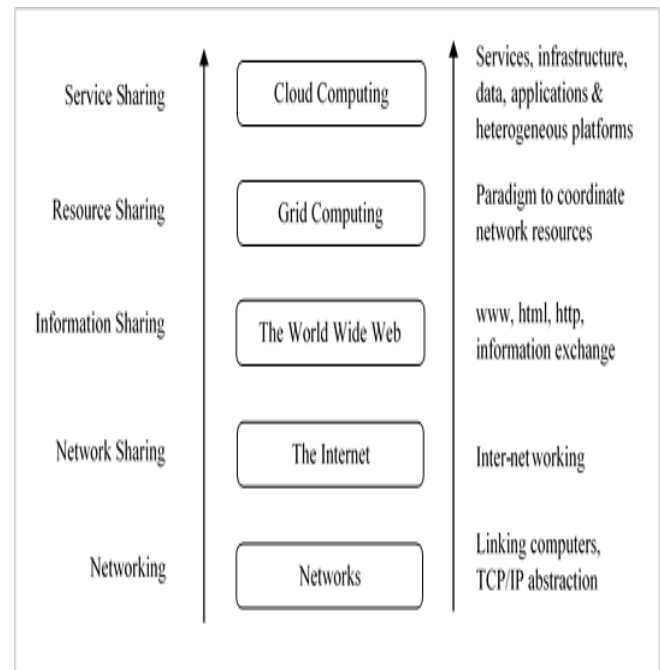 Service Sharing
Cloud Computing
Services, infrastructure,
data, applications &
heterogeneous platforms
Resource Sharing
Grid Computing
Paradigm to coordinate
network resources
Information Sharing
The World Wide Web
www, html, http,
information exchange
Network Sharing
The Internet
Inter-net working
Networking
Networks
Linking computers,
TCP/IP abstraction